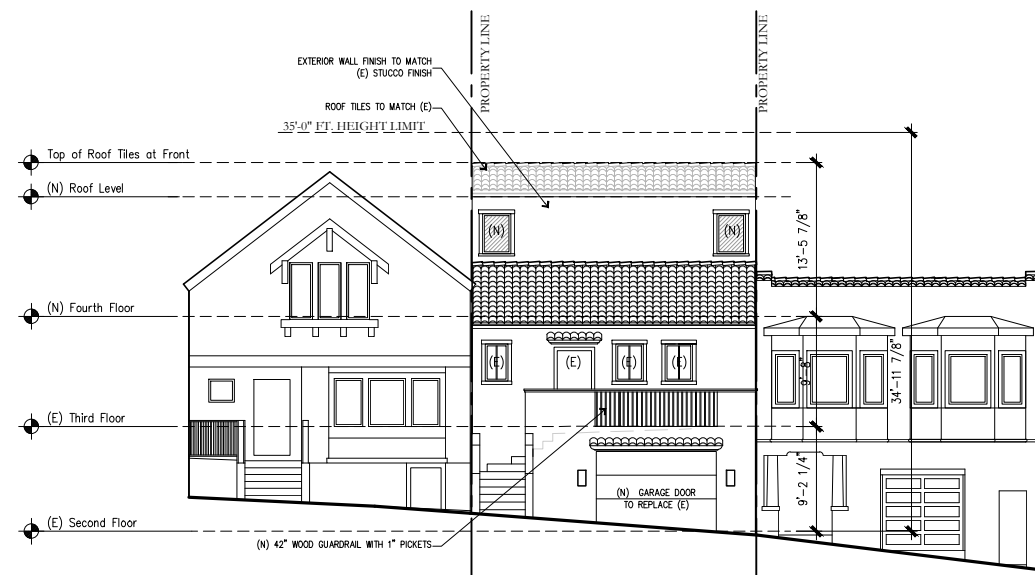 PROPERTY LINE
PROPERTY LINE
EXTERIOR WALL FINISH TO MATCH
(E) STUCCO FINISH
ROOF TILES TO MATCH (E)
35'-0" FT. HEIGHT LIMIT
Top of Roof Tiles at Front
(N) Roof Level
(N)
(N)
13'-5 7/8"
(N) Fourth Floor
(E)
(E)
(E)
(E)
9'-8"
34'-11 7/8"
(E) Third Floor
9'-2 1/4"
(N) GARAGE DOOR
TO REPLACE (E)
(E) Second Floor
(N) 42" WOOD GUARDRAIL WITH 1" PICKETS